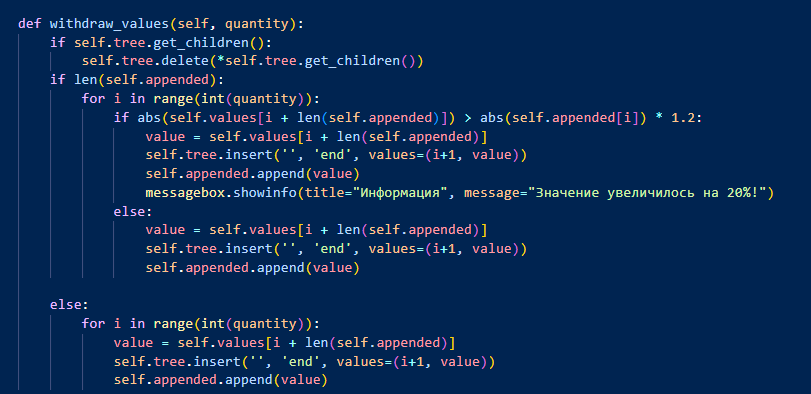 def withdraw_values(self, quantity):
    if self.tree.get_children():
        self.tree.delete(*self.tree.get_children())
    if len(self.appended):
        for i in range(int(quantity)):
            if abs(self.values[i + len(self.appended)]) > abs(self.appended[i]) * 1.2:
                value = self.values[i + len(self.appended)]
                self.tree.insert('', 'end', values=(i+1, value))
                self.appended.append(value)
                messagebox.showinfo(title="Информация", message="Значение увеличилось на 20%!")
            else:
                value = self.values[i + len(self.appended)]
                self.tree.insert('', 'end', values=(i+1, value))
                self.appended.append(value)

    else:
        for i in range(int(quantity)):
            value = self.values[i + len(self.appended)]
            self.tree.insert('', 'end', values=(i+1, value))
            self.appended.append(value)